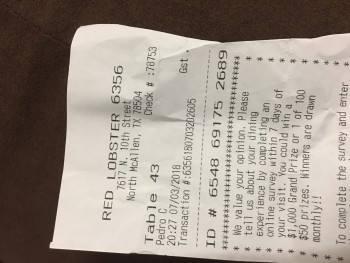 RED LOBSTER 6356
7617 N. 10th Street
North McAllen, TX 78504
Check # :78753
Table 43
Pedro C
20:27 07/03/2018
Transaction #:6356180703202605
Gst
ID # 6548 69175 2689
****************************************
* We value your opinion. Please
* tell us about your dining
* experience by completing an
* online survey within 7 days of
* your visit. You could win a
* $1,000 Grand Prize or 1 of 100
* $50 prizes. Winners are drawn
* monthly!!
*
* To complete the survey and enter